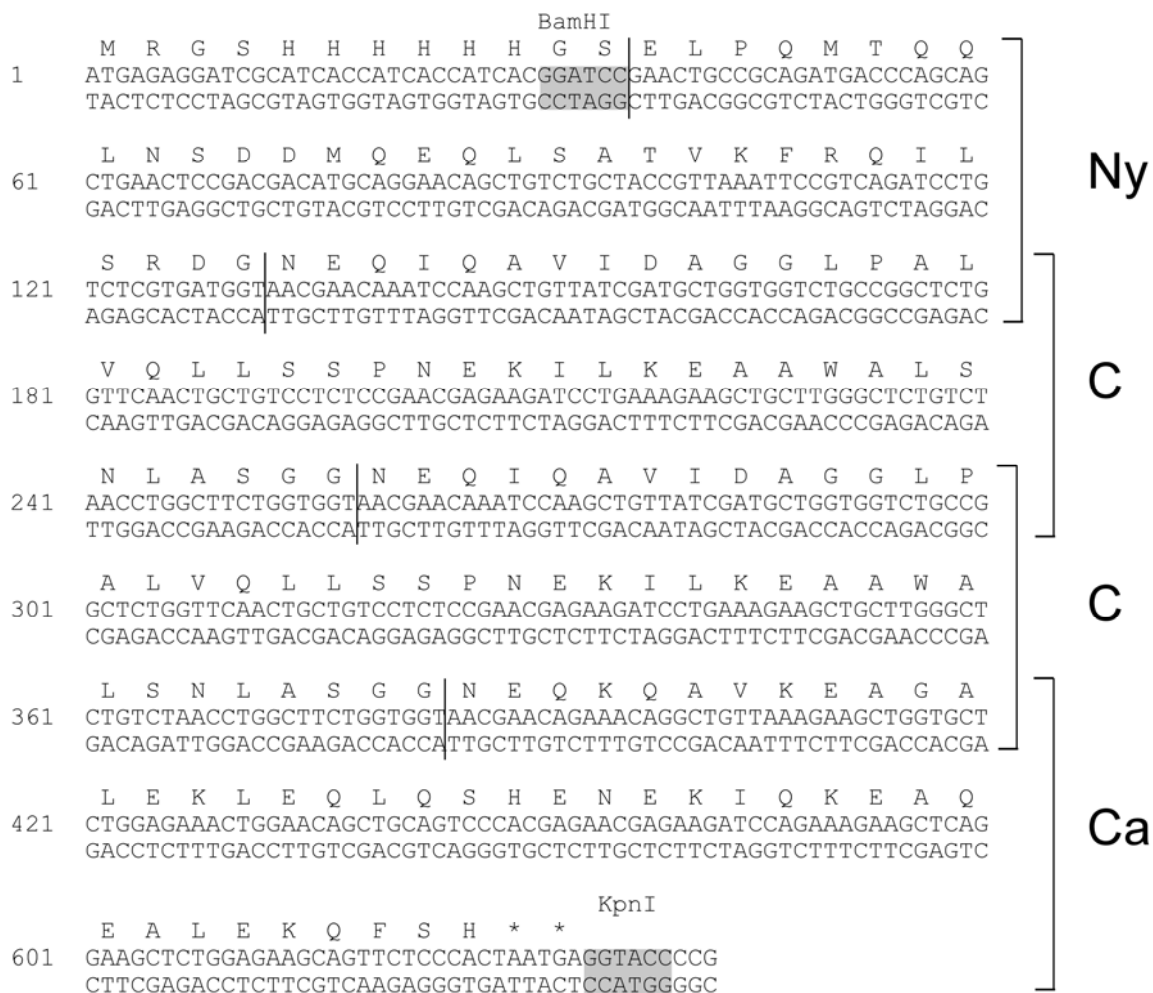 BamHI
M R G S H H H H H H G S E L P Q M T Q Q
1 ATGAGAGGATCGCATCACCATCACCATCACGGATCCGAACTGCCGCAGATGACCCAGCAG
TACTCTCCTAGCGTAGTGGTAGTGGTAGTGCCTAGGCTTGACGGCGTCTACTGGGTCGTC
L N S D D M Q E Q L S A T V K F R Q I L
61 CTGAACTCCGACGACATGCAGGAACAGCTGTCTGCTACCGTTAAATTCCGTCAGATCCTG
GACTTGAGGCTGCTGTACGTCCTTGTCGACAGACGATGGCAATTTAAGGCAGTCTAGGAC
Ny
S R D G N E Q I Q A V I D A G G L P A L
121 TCTCGTGATGGTAACGAACAAATCCAAGCTGTTATCGATGCTGGTGGTCTGCCGGCTCTG
AGAGCACTACCATTGCTTGTTTAGGTTCGACAATAGCTACGACCACCAGACGGCCGAGAC
V Q L L S S P N E K I L K E A A W A L S
181 GTTCAACTGCTGTCCTCTCCGAACGAGAAGATCCTGAAAGAAGCTGCTTGGGCTCTGTCT
CAAGTTGACGACAGGAGAGGCTTGCTCTTCTAGGACTTTCTTCGACGAACCCGAGACAGA
C
N L A S G G N E Q I Q A V I D A G G L P
241 AACCTGGCTTCTGGTGGTAACGAACAAATCCAAGCTGTTATCGATGCTGGTGGTCTGCCG
TTGGACCGAAGACCACCATTGCTTGTTTAGGTTCGACAATAGCTACGACCACCAGACGGC
A L V Q L L S S P N E K I L K E A A W A
301 GCTCTGGTTCAACTGCTGTCCTCTCCGAACGAGAAGATCCTGAAAGAAGCTGCTTGGGCT
CGAGACCAAGTTGACGACAGGAGAGGCTTGCTCTTCTAGGACTTTCTTCGACGAACCCGA
C
L S N L A S G G N E Q K Q A V K E A G A
361 CTGTCTAACCTGGCTTCTGGTGGTAACGAACAGAAACAGGCTGTTAAAGAAGCTGGTGCT
GACAGATTGGACCGAAGACCACCATTGCTTGTCTTTGTCCGACAATTTCTTCGACCACGA
L E K L E Q L Q S H E N E K I Q K E A Q
421 CTGGAGAAACTGGAACAGCTGCAGTCCCACGAGAACGAGAAGATCCAGAAAGAAGCTCAG
GACCTCTTTGACCTTGTCGACGTCAGGGTGCTCTTGCTCTTCTAGGTCTTTCTTCGAGTC
Ca
KpnI
E A L E K Q F S H * *
601 GAAGCTCTGGAGAAGCAGTTCTCCCACTAATGAGGTACCCCG
CTTCGAGACCTCTTCGTCAAGAGGGTGATTACTCCATGGGGC